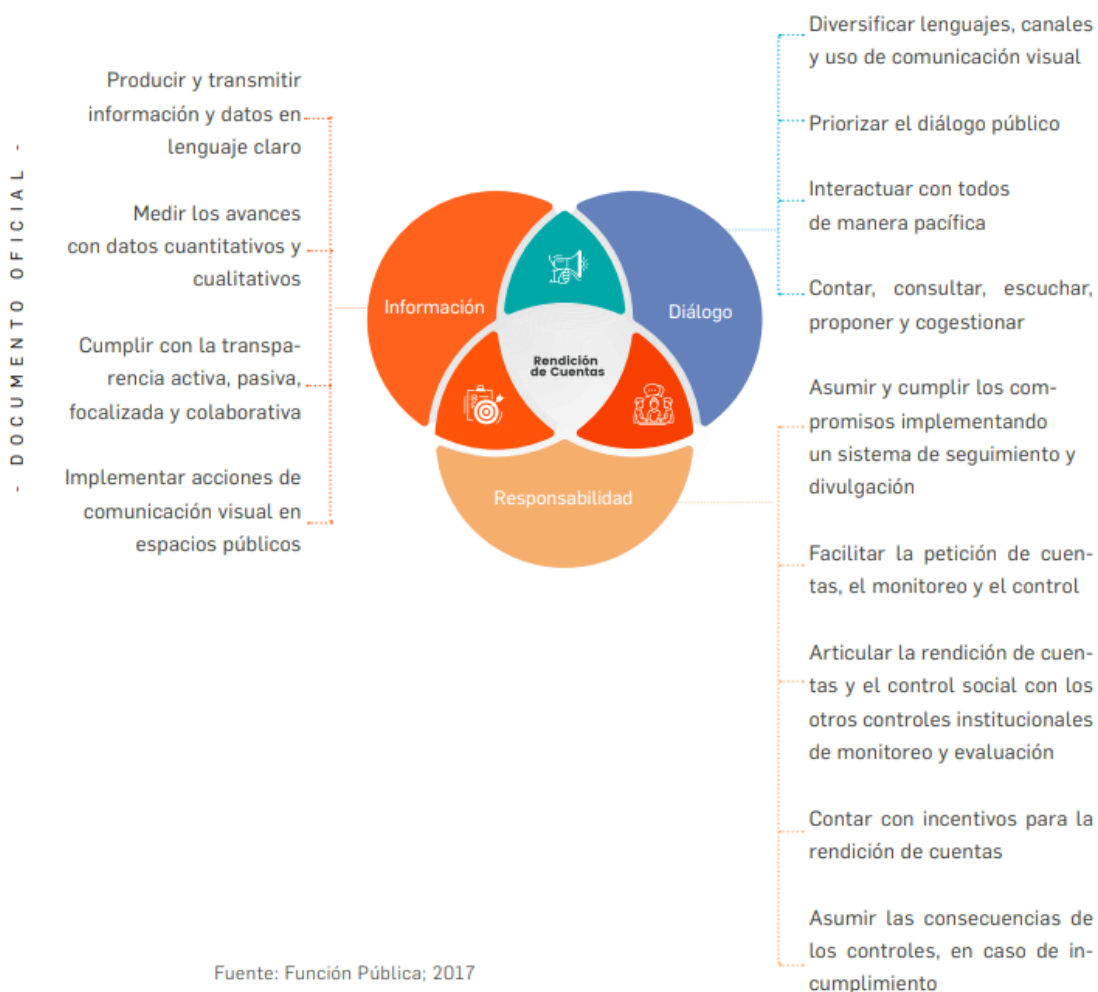 - DOCUMENTO OFICIAL -
Producir y transmitir
información y datos en
lenguaje claro
Medir los avances
con datos cuantitativos y
cualitativos
Cumplir con la transpa-
rencia activa, pasiva,
focalizada y colaborativa
Implementar acciones de
comunicación visual en
espacios públicos
Información
Diálogo
Rendición
de Cuentas
Responsabilidad
Diversificar lenguajes, canales
y uso de comunicación visual
Priorizar el diálogo público
Interactuar con todos
de manera pacífica
Contar, consultar, escuchar,
proponer y cogestionar
Asumir y cumplir los com-
promisos implementando
un sistema de seguimiento y
divulgación
Facilitar la petición de cuen-
tas, el monitoreo y el control
Articular la rendición de cuen-
tas y el control social con los
otros controles institucionales
de monitoreo y evaluación
Contar con incentivos para la
rendición de cuentas
Asumir las consecuencias de
los controles, en caso de in-
cumplimiento
Fuente: Función Pública; 2017